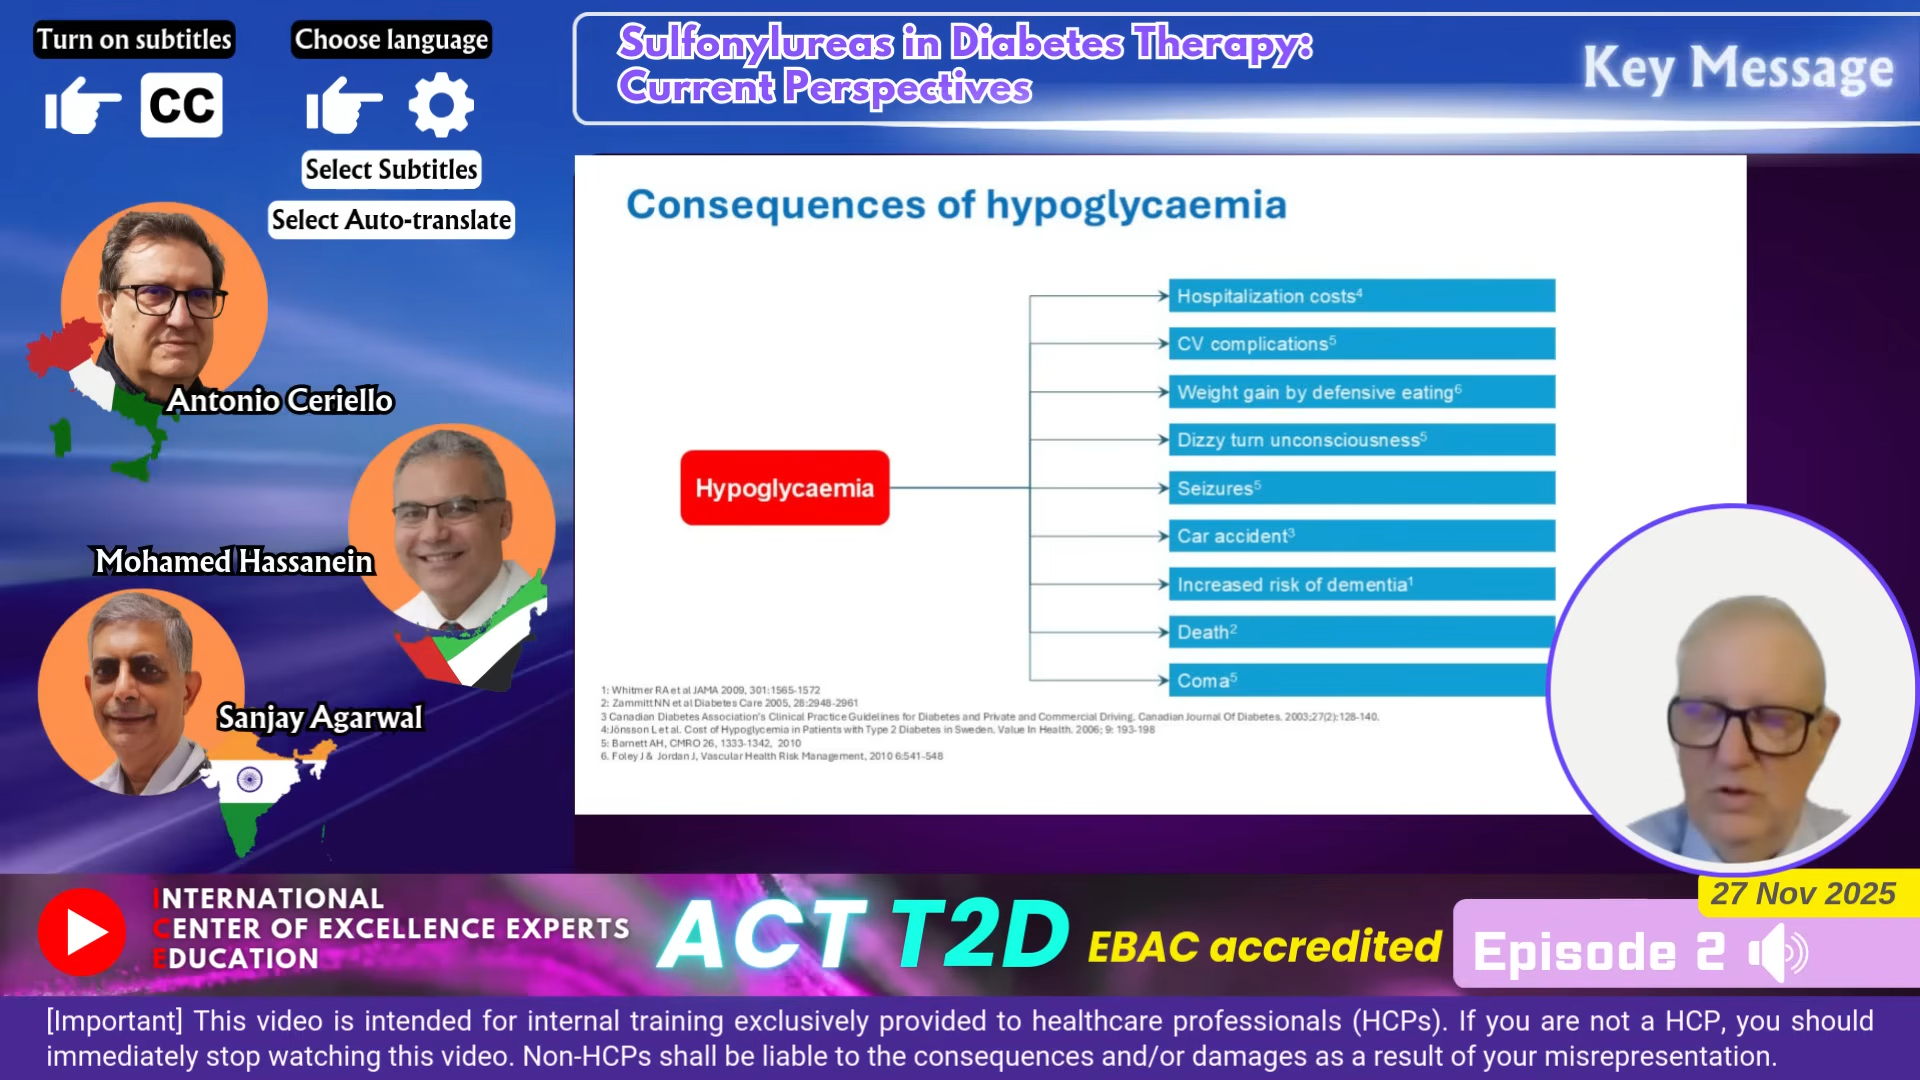 Turn on subtitles
Choose language
CC
Select Subtitles
Select Auto-translate
Antonio Ceriello
Mohamed Hassanein
Sanjay Agarwal
Sulfonylureas in Diabetes Therapy:
Current Perspectives
Key Message
Consequences of hypoglycaemia
Hypoglycaemia
Hospitalization costs⁴
CV complications⁵
Weight gain by defensive eating⁶
Dizzy turn unconsciousness⁵
Seizures⁵
Car accident³
Increased risk of dementia¹
Death²
Coma⁵
1: Whitmer RA et al JAMA 2009, 301:1565-1572
2: Zammitt NN et al Diabetes Care 2005, 28:2948-2961
3 Canadian Diabetes Association's Clinical Practice Guidelines for Diabetes and Private and Commercial Driving. Canadian Journal Of Diabetes. 2003;27(2):128-140.
4:Jönsson L et al. Cost of Hypoglycemia in Patients with Type 2 Diabetes in Sweden. Value In Health. 2006; 9: 193-198
5: Barnett AH, CMRO 26, 1333-1342, 2010
6. Foley J & Jordan J, Vascular Health Risk Management, 2010 6:541-548
INTERNATIONAL
CENTER OF EXCELLENCE EXPERTS
EDUCATION
ACT T2D
EBAC accredited
27 Nov 2025
Episode 2
[Important] This video is intended for internal training exclusively provided to healthcare professionals (HCPs). If you are not a HCP, you should
immediately stop watching this video. Non-HCPs shall be liable to the consequences and/or damages as a result of your misrepresentation.